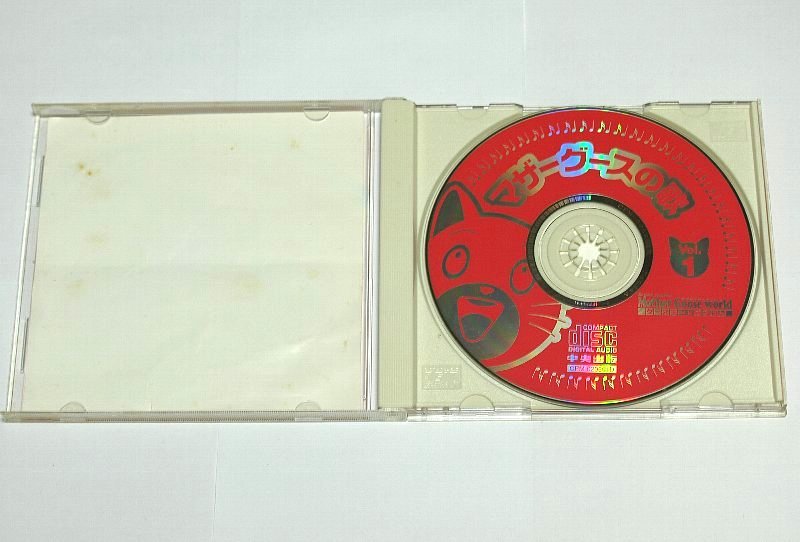 マザーグースの歌
Vol.
1
Mother Goose world
COMPACT
disc
DIGITAL AUDIO
中央出版